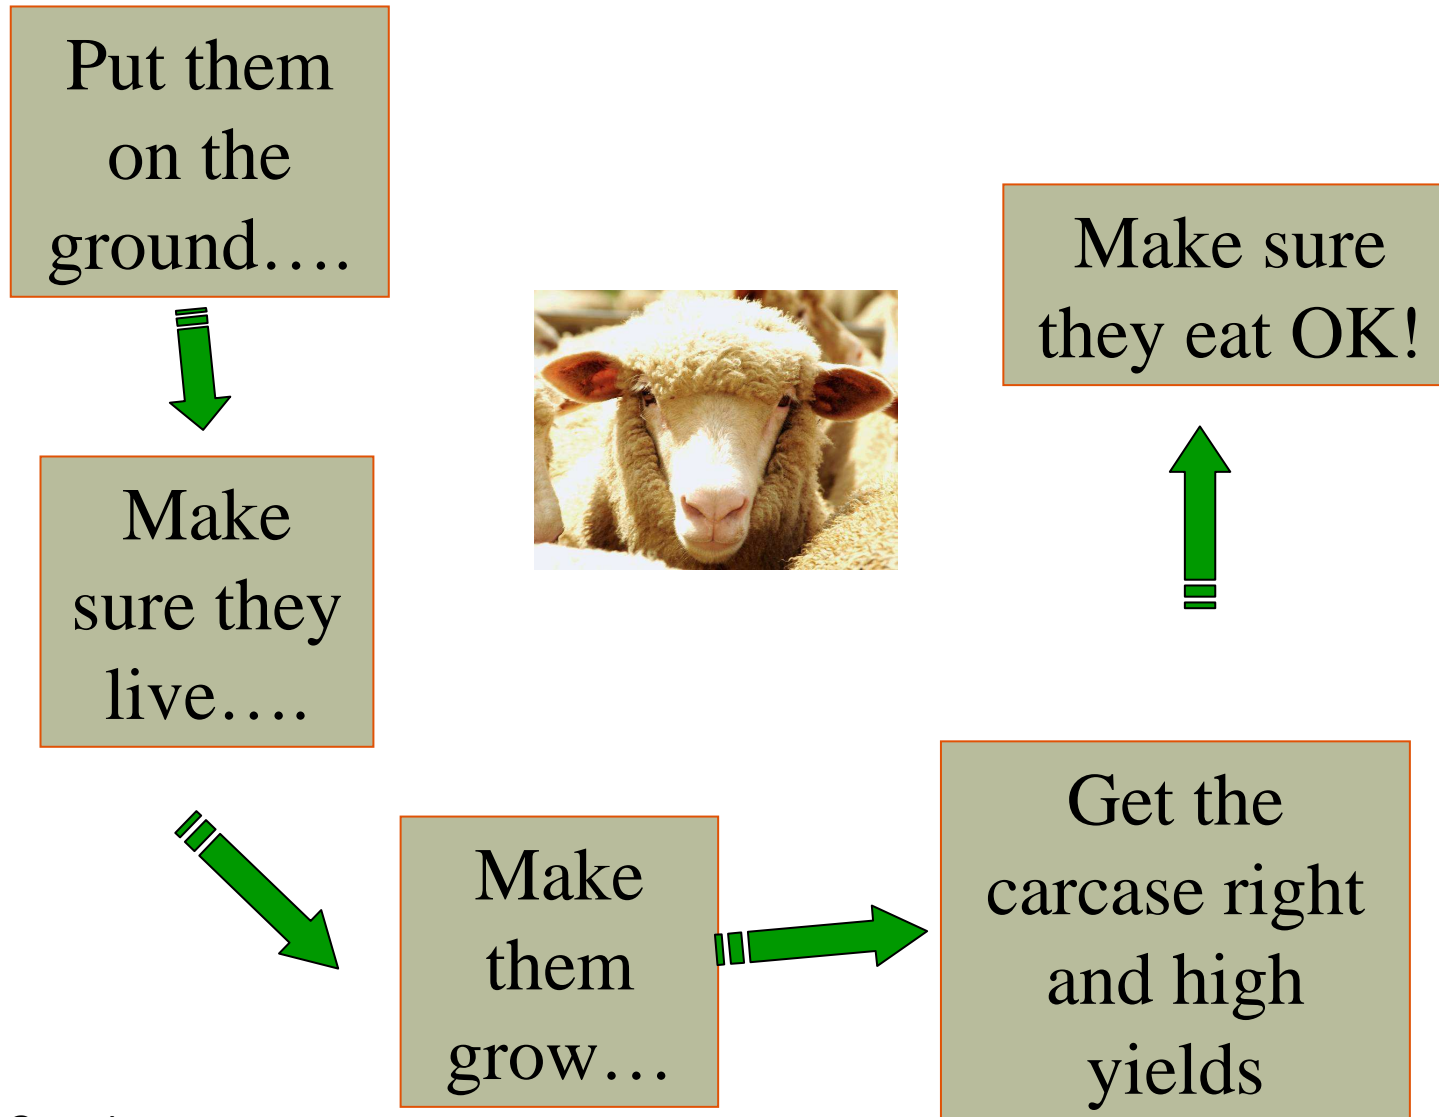 Put them
on the
ground….
Make
sure they
live….
Make
them
grow…
Get the
carcase right
and high
yields
Make sure
they eat OK!